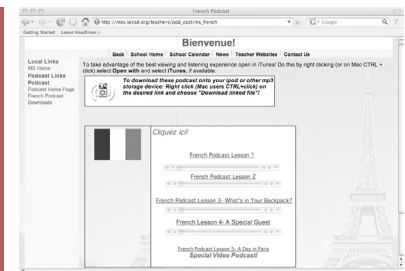 French Podcast
http://mis.secsd.org/teachers/pod_cast/ms_french
Google
Getting Started Latest Headlines
Bienvenue!
Back School Home School Calendar News Teacher Websites Contact Us
Local Links
MS Home
Podcast Links
Podcast
Podcast Home Page
French Podcast
Downloads
To take advantage of the best viewing and listening experience open in iTunes! Do this by right clicking (or on Mac CTRL +
click) select Open with and select iTunes, if available.
To download these podcast onto your ipod or other mp3
storage device: Right click (Mac users CTRL+click) on
the desired link and choose "Download linked file"!
Cliquez ici!
French Podcast Lesson 1
French Podcast Lesson 2
French Podcast Lesson 3- What's in Your Backpack?
French Lesson 4- A Special Guest
French Podcast Lesson 5- A Day in Paris
Special Video Podcast!